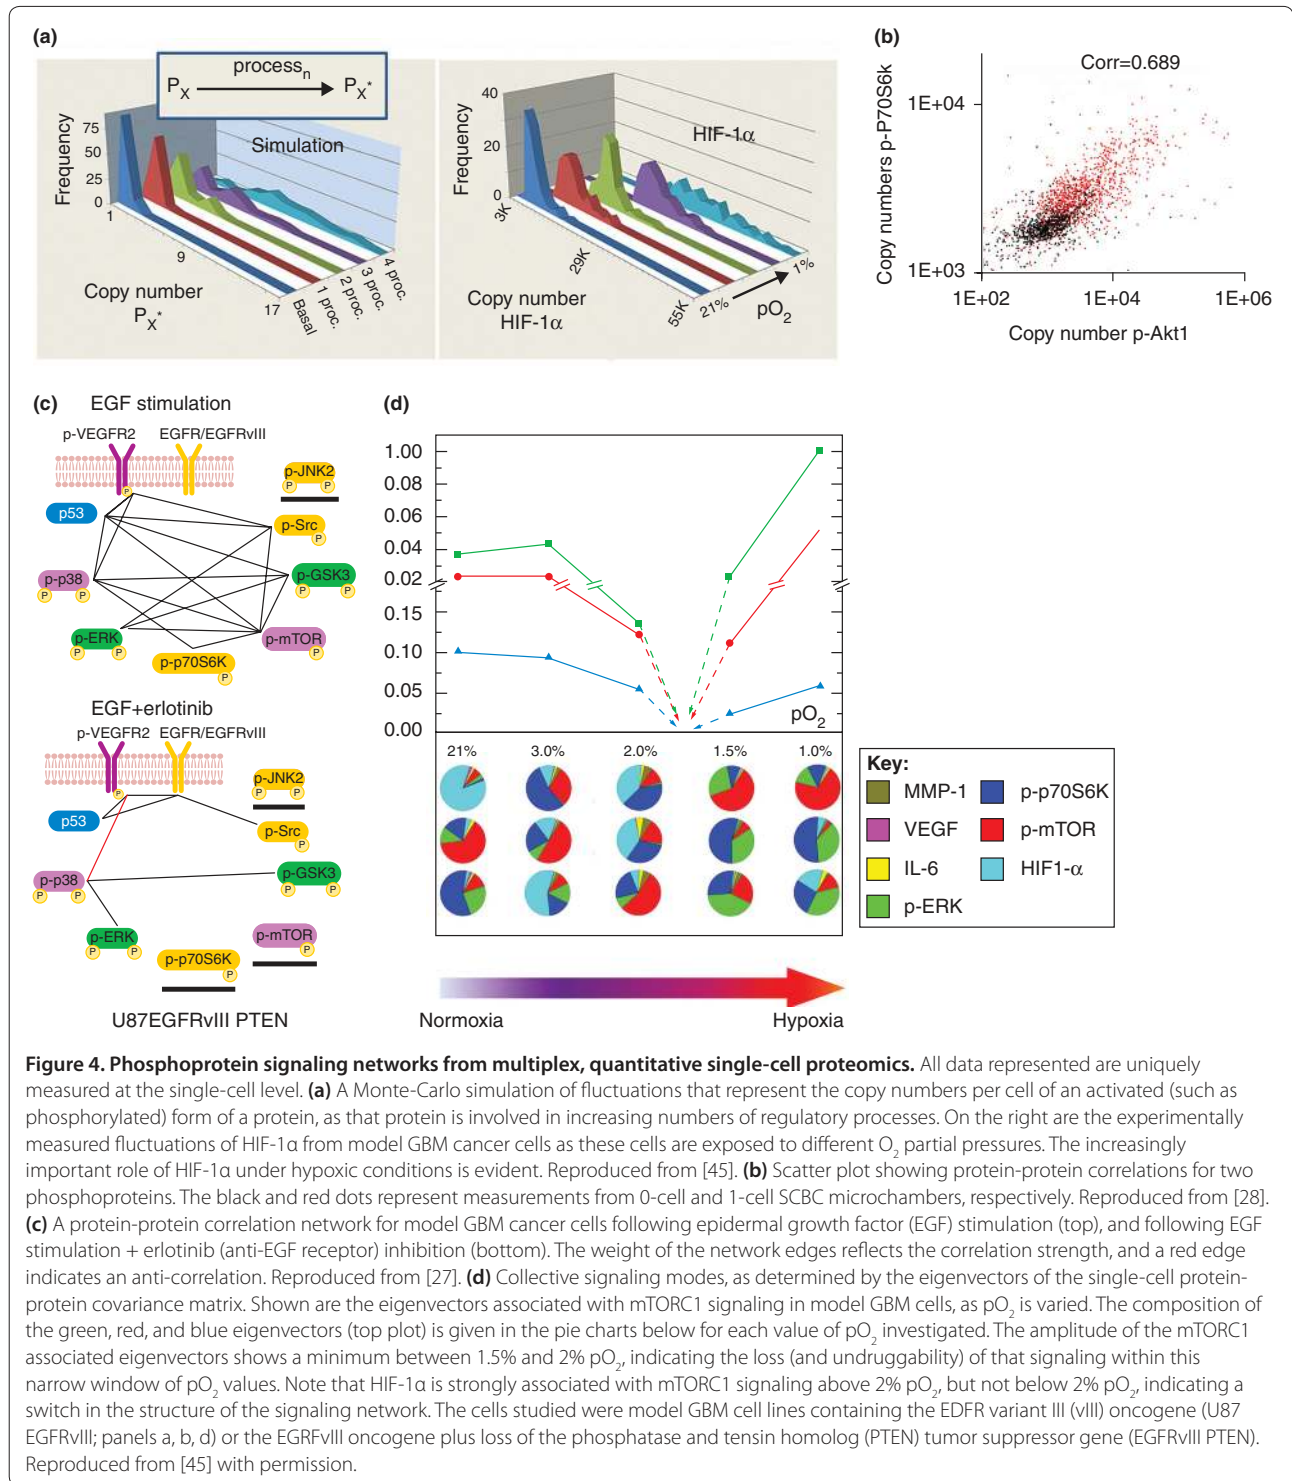 (a)
process_n
P_X → P_X*
Frequency
75
50
25
0
Simulation
1
9
17
Copy number
P_X*
Basal
1 proc.
2 proc.
3 proc.
4 proc.
Frequency
40
20
0
HIF-1α
3K
29K
55K
Copy number
HIF-1α
21%
1%
pO₂
(b)
Corr=0.689
Copy numbers p-P70S6k
1E+04
1E+03
1E+02
1E+04
1E+06
Copy number p-Akt1
(c)
EGF stimulation
p-VEGFR2
EGFR/EGFRvIII
P
p-JNK2
P P
p53
p-Src
P
p-p38
P P
p-GSK3
P P
p-ERK
P P
p-mTOR
P
p-p70S6K
P
EGF+erlotinib
p-VEGFR2
EGFR/EGFRvIII
P
p-JNK2
P P
p53
p-Src
P
p-p38
P P
p-GSK3
P P
p-ERK
P P
p-mTOR
P
p-p70S6K
P
U87EGFRvIII PTEN
(d)
1.00
0.08
0.06
0.04
0.02
0.15
0.10
0.05
0.00
pO₂
21%
3.0%
2.0%
1.5%
1.0%
Key:
MMP-1
p-p70S6K
VEGF
p-mTOR
IL-6
HIF1-α
p-ERK
Normoxia
Hypoxia
Figure 4. Phosphoprotein signaling networks from multiplex, quantitative single-cell proteomics. All data represented are uniquely
measured at the single-cell level. (a) A Monte-Carlo simulation of fluctuations that represent the copy numbers per cell of an activated (such as
phosphorylated) form of a protein, as that protein is involved in increasing numbers of regulatory processes. On the right are the experimentally
measured fluctuations of HIF-1α from model GBM cancer cells as these cells are exposed to different O₂ partial pressures. The increasingly
important role of HIF-1α under hypoxic conditions is evident. Reproduced from [45]. (b) Scatter plot showing protein-protein correlations for two
phosphoproteins. The black and red dots represent measurements from 0-cell and 1-cell SCBC microchambers, respectively. Reproduced from [28].
(c) A protein-protein correlation network for model GBM cancer cells following epidermal growth factor (EGF) stimulation (top), and following EGF
stimulation + erlotinib (anti-EGF receptor) inhibition (bottom). The weight of the network edges reflects the correlation strength, and a red edge
indicates an anti-correlation. Reproduced from [27]. (d) Collective signaling modes, as determined by the eigenvectors of the single-cell protein-
protein covariance matrix. Shown are the eigenvectors associated with mTORC1 signaling in model GBM cells, as pO₂ is varied. The composition of
the green, red, and blue eigenvectors (top plot) is given in the pie charts below for each value of pO₂ investigated. The amplitude of the mTORC1
associated eigenvectors shows a minimum between 1.5% and 2% pO₂, indicating the loss (and undruggability) of that signaling within this
narrow window of pO₂ values. Note that HIF-1α is strongly associated with mTORC1 signaling above 2% pO₂, but not below 2% pO₂, indicating a
switch in the structure of the signaling network. The cells studied were model GBM cell lines containing the EDFR variant III (vIII) oncogene (U87
EGFRvIII; panels a, b, d) or the EGRFvIII oncogene plus loss of the phosphatase and tensin homolog (PTEN) tumor suppressor gene (EGFRvIII PTEN).
Reproduced from [45] with permission.